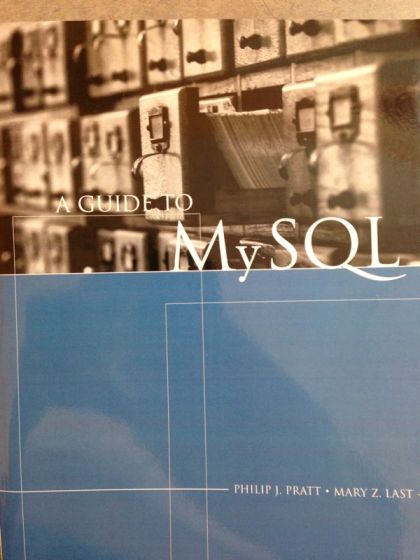 A GUIDE TO
MySQL
PHILIP J. PRATT • MARY Z. LAST